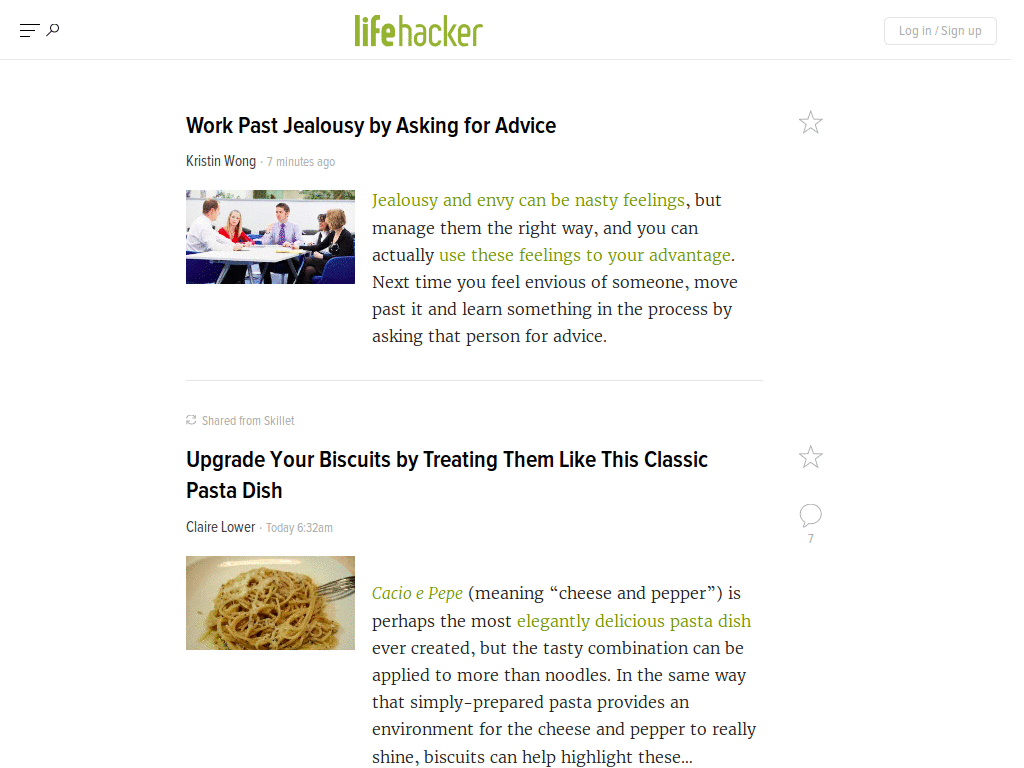 lifehacker
Log in / Sign up
Work Past Jealousy by Asking for Advice
Kristin Wong - 7 minutes ago
Jealousy and envy can be nasty feelings, but
manage them the right way, and you can
actually use these feelings to your advantage.
Next time you feel envious of someone, move
past it and learn something in the process by
asking that person for advice.
Shared from Skillet
Upgrade Your Biscuits by Treating Them Like This Classic
Pasta Dish
Claire Lower - Today 6:32am
7
Cacio e Pepe (meaning “cheese and pepper”) is
perhaps the most elegantly delicious pasta dish
ever created, but the tasty combination can be
applied to more than noodles. In the same way
that simply-prepared pasta provides an
environment for the cheese and pepper to really
shine, biscuits can help highlight these...